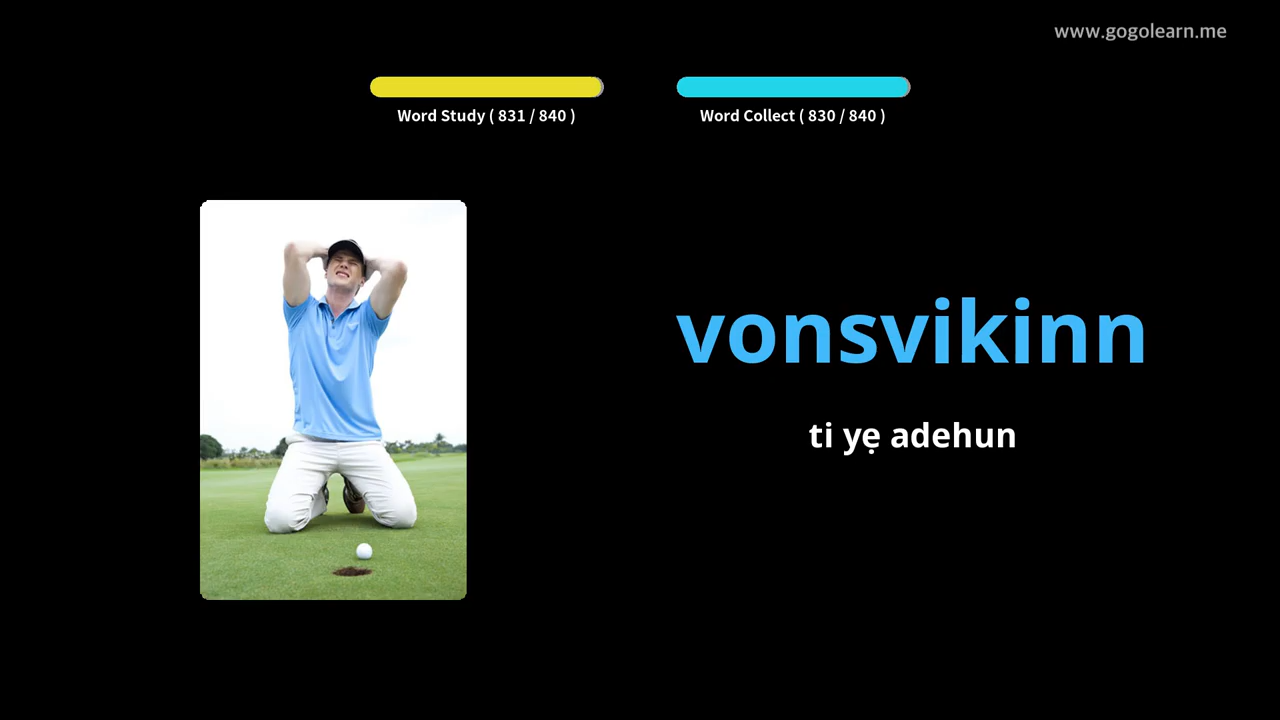 www.gogolearn.me
Word Study ( 831 / 840 )
Word Collect ( 830 / 840 )
vonsvikinn
ti yẹ adehun